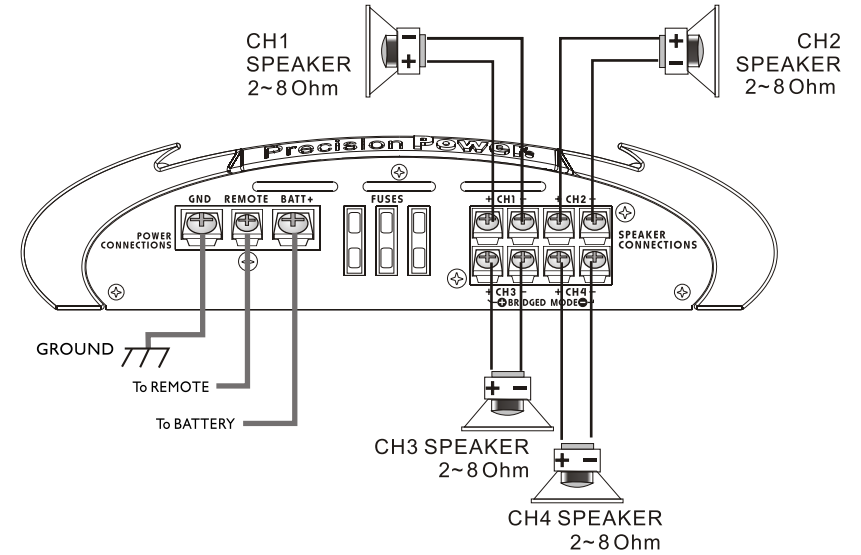 CH1
SPEAKER
2~8 Ohm
CH2
SPEAKER
2~8 Ohm
Precision Power
GND REMOTE BATT+
FUSES
+ CH1 - + CH2 -
POWER
CONNECTIONS
SPEAKER
CONNECTIONS
+ CH3 - + CH4 -
+ BRIDGED MODE -
GROUND
To REMOTE
To BATTERY
CH3 SPEAKER
2~8 Ohm
CH4 SPEAKER
2~8 Ohm